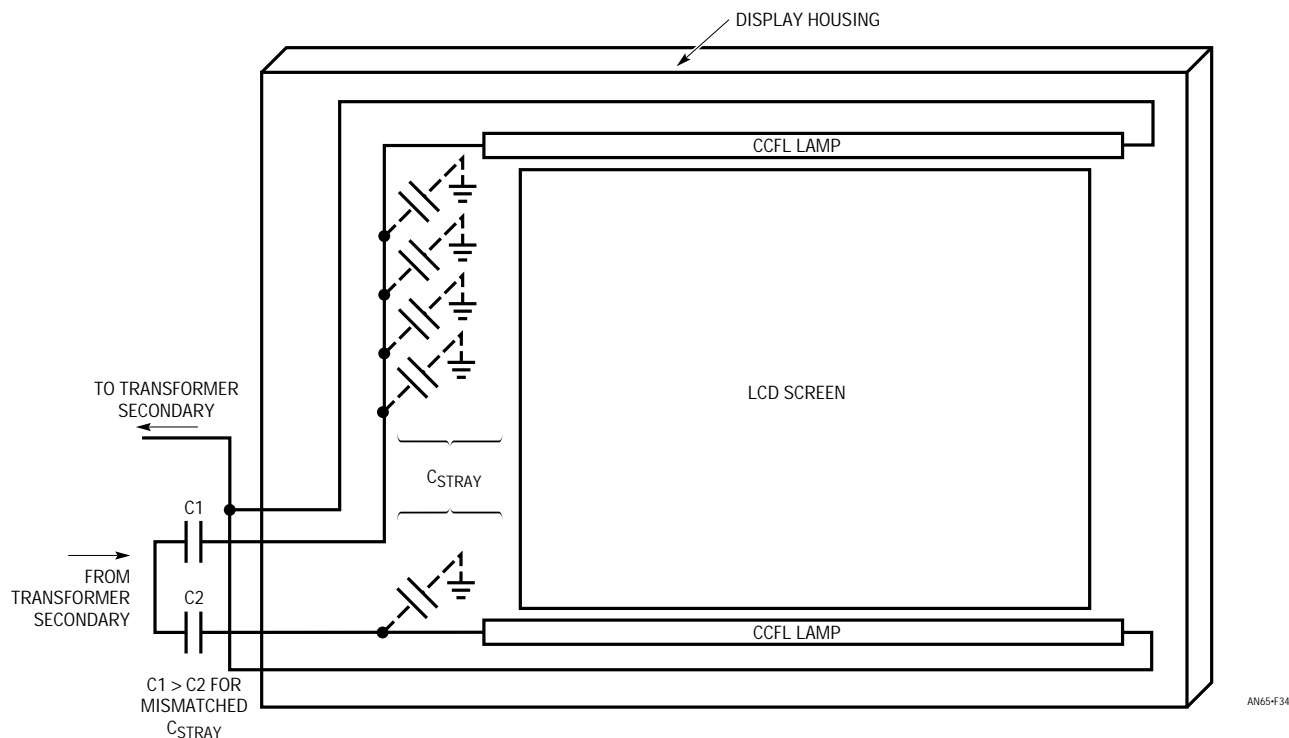 DISPLAY HOUSING
CCFL LAMP
LCD SCREEN
TO TRANSFORMER
SECONDARY
CSTRAY
C1
FROM
TRANSFORMER
SECONDARY
C2
CCFL LAMP
C1 > C2 FOR
MISMATCHED
CSTRAY
AN65•F34